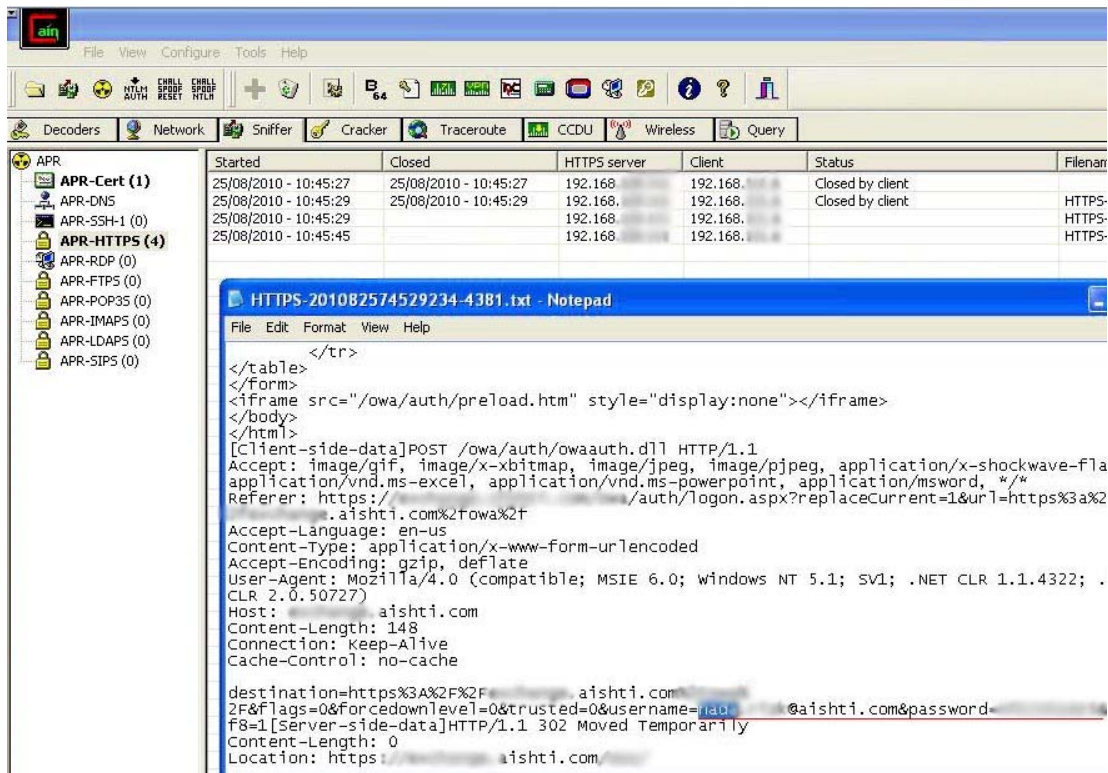 Cain
File View Configure Tools Help
NTLM AUTH CHALL SPOOF RESET CHALL SPOOF NTLM
B64
Decoders Network Sniffer Cracker Traceroute CCDU Wireless Query
APR
APR-Cert (1)
APR-DNS
APR-SSH-1 (0)
APR-HTTPS (4)
APR-RDP (0)
APR-FTPS (0)
APR-POP3S (0)
APR-IMAPS (0)
APR-LDAPS (0)
APR-SIPS (0)
Started Closed HTTPS server Client Status Filenam
25/08/2010 - 10:45:27 25/08/2010 - 10:45:27 192.168. 192.168. Closed by client
25/08/2010 - 10:45:29 25/08/2010 - 10:45:29 192.168. 192.168. Closed by client HTTPS-
25/08/2010 - 10:45:29 192.168. 192.168. HTTPS-
25/08/2010 - 10:45:45 192.168. 192.168. HTTPS-
HTTPS-201082574529234-4381.txt - Notepad
File Edit Format View Help
</tr>
</table>
</form>
<iframe src="/owa/auth/preload.htm" style="display:none"></iframe>
</body>
</html>
[Client-side-data]POST /owa/auth/owaauth.dll HTTP/1.1
Accept: image/gif, image/x-xbitmap, image/jpeg, image/pjpeg, application/x-shockwave-fla
application/vnd.ms-excel, application/vnd.ms-powerpoint, application/msword, */*
Referer: https:/ /auth/logon.aspx?replaceCurrent=1&url=https%3a%2
.aishti.com%2fowa%2f
Accept-Language: en-us
Content-Type: application/x-www-form-urlencoded
Accept-Encoding: gzip, deflate
User-Agent: Mozilla/4.0 (compatible; MSIE 6.0; Windows NT 5.1; SV1; .NET CLR 1.1.4322; .
CLR 2.0.50727)
Host: .aishti.com
Content-Length: 148
Connection: Keep-Alive
Cache-Control: no-cache
destination=https%3A%2F%2F .aishti.com
2F&flags=0&forcedownlevel=0&trusted=0&username= @aishti.com&password=
f8=1[Server-side-data]HTTP/1.1 302 Moved Temporarily
Content-Length: 0
Location: https: .aishti.com